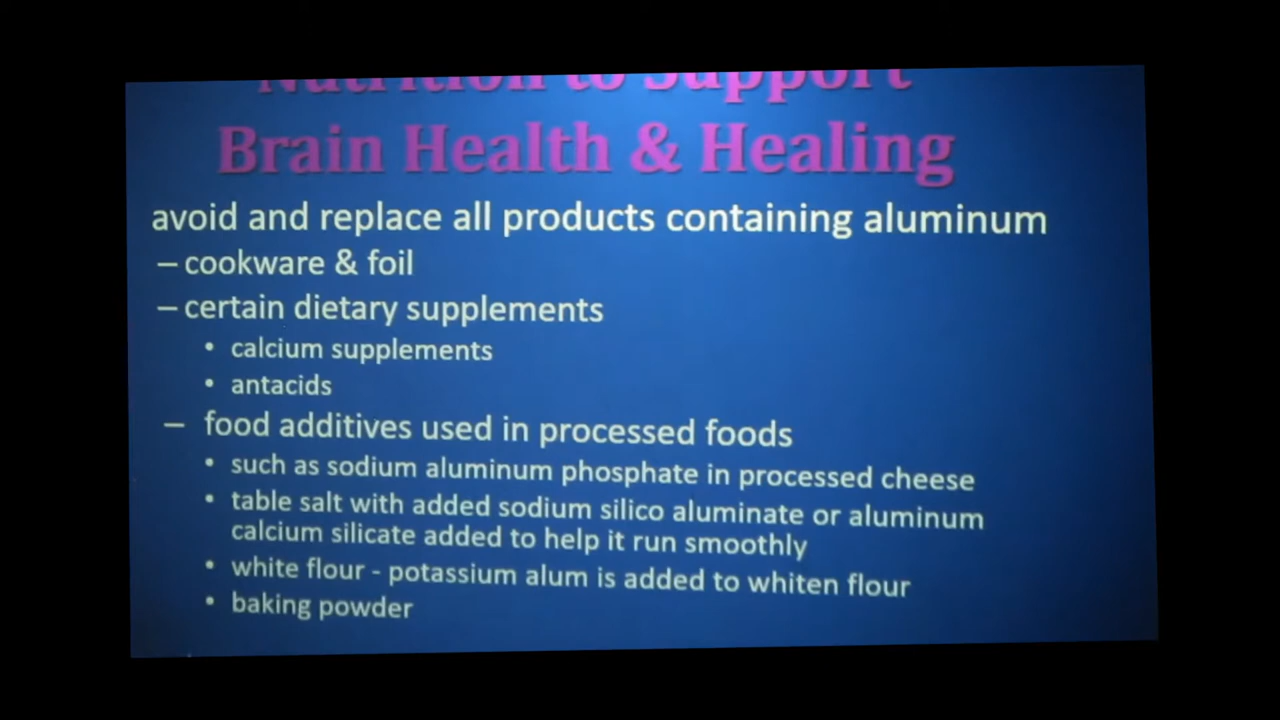 Nutrition to Support
Brain Health & Healing
avoid and replace all products containing aluminum
– cookware & foil
– certain dietary supplements
• calcium supplements
• antacids
– food additives used in processed foods
• such as sodium aluminum phosphate in processed cheese
• table salt with added sodium silico aluminate or aluminum
calcium silicate added to help it run smoothly
• white flour - potassium alum is added to whiten flour
• baking powder